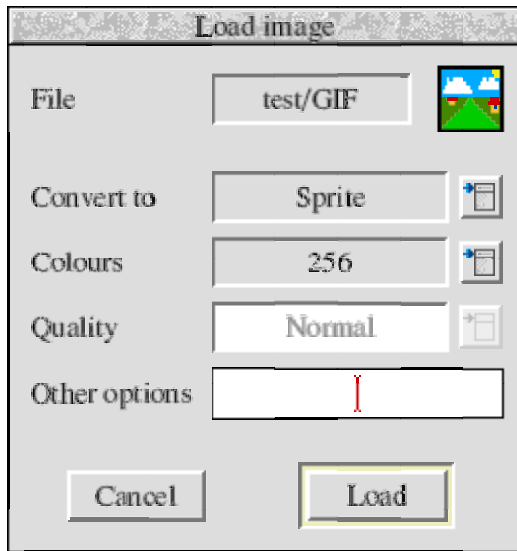 Load image
File test/GIF
Convert to Sprite
Colours 256
Quality Normal
Other options
Cancel Load